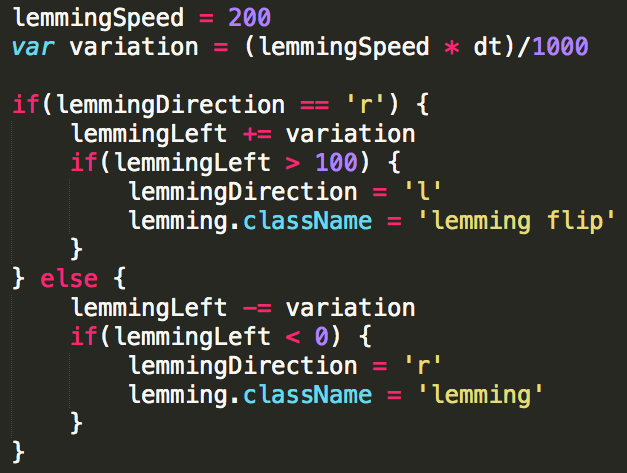 lemmingSpeed = 200
var variation = (lemmingSpeed * dt)/1000

if(lemmingDirection == 'r') {
    lemmingLeft += variation
    if(lemmingLeft > 100) {
        lemmingDirection = 'l'
        lemming.className = 'lemming flip'
    }
} else {
    lemmingLeft -= variation
    if(lemmingLeft < 0) {
        lemmingDirection = 'r'
        lemming.className = 'lemming'
    }
}